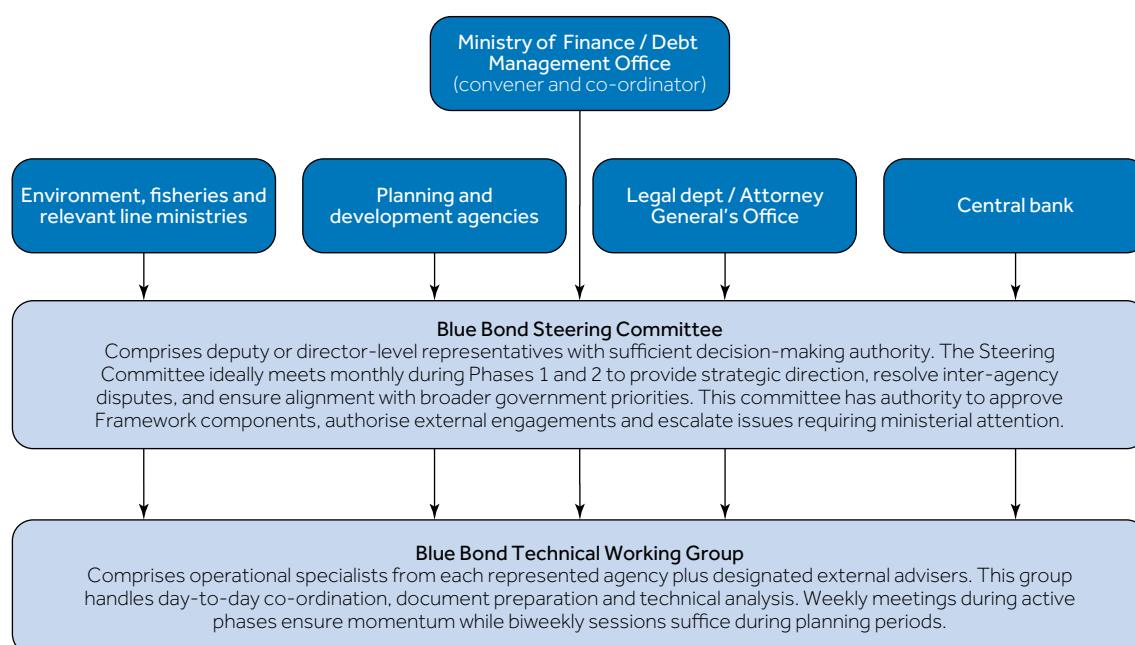 Ministry of Finance / Debt
Management Office
(convener and co-ordinator)
Environment, fisheries and
relevant line ministries
Planning and
development agencies
Legal dept / Attorney
General's Office
Central bank
Blue Bond Steering Committee
Comprises deputy or director-level representatives with sufficient decision-making authority. The Steering
Committee ideally meets monthly during Phases 1 and 2 to provide strategic direction, resolve inter-agency
disputes, and ensure alignment with broader government priorities. This committee has authority to approve
Framework components, authorise external engagements and escalate issues requiring ministerial attention.
Blue Bond Technical Working Group
Comprises operational specialists from each represented agency plus designated external advisers. This group
handles day-to-day co-ordination, document preparation and technical analysis. Weekly meetings during active
phases ensure momentum while biweekly sessions suffice during planning periods.